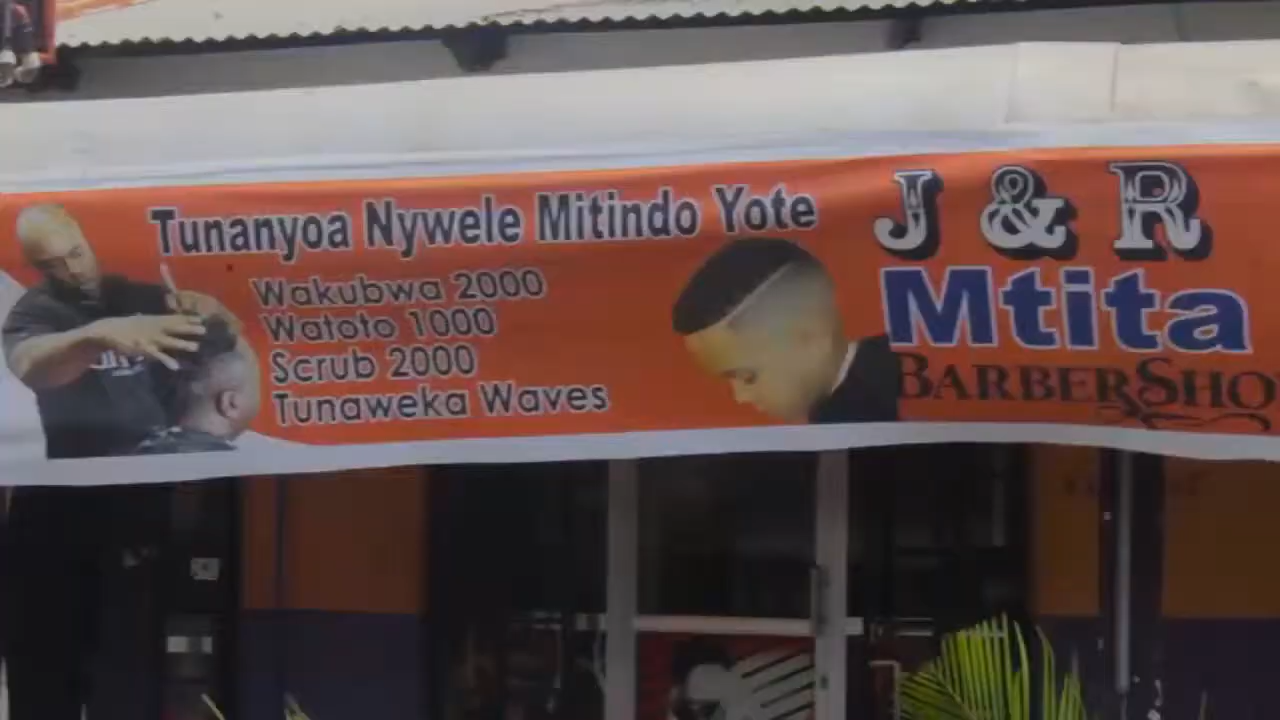 Tunanyoa Nywele Mitindo Yote
Wakubwa 2000
Watoto 1000
Scrub 2000
Tunaweka Waves
J & R
Mtita
BARBERSHO